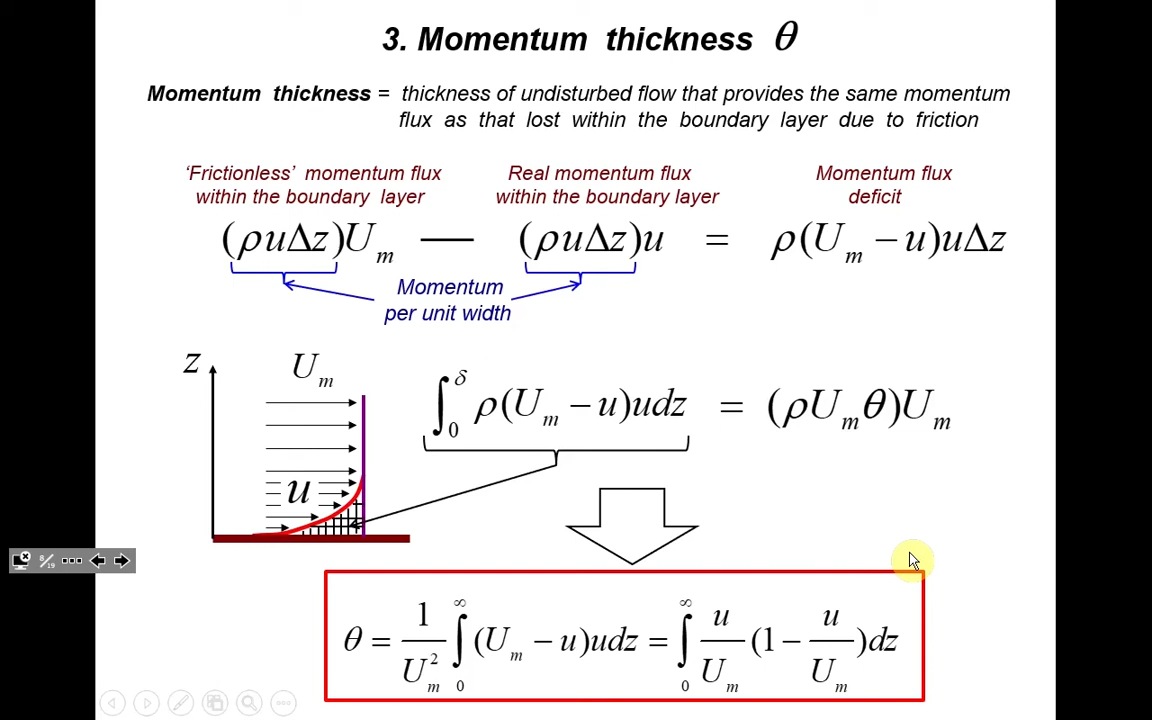 3. Momentum thickness θ
Momentum thickness = thickness of undisturbed flow that provides the same momentum
flux as that lost within the boundary layer due to friction
'Frictionless' momentum flux
within the boundary layer
Real momentum flux
within the boundary layer
Momentum flux
deficit
(ρuΔz)U_m — (ρuΔz)u = ρ(U_m − u)uΔz
Momentum
per unit width
z
U_m
u
∫_0^δ ρ(U_m − u)udz = (ρU_mθ)U_m
8/19
θ = 1/U_m^2 ∫_0^∞ (U_m − u)udz = ∫_0^∞ u/U_m (1 − u/U_m)dz